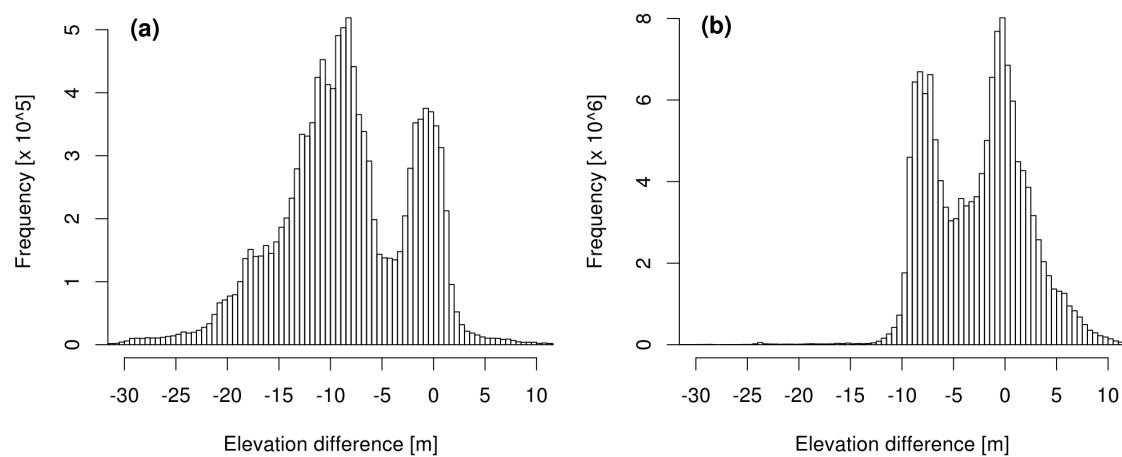 (a)
Frequency [x 10^5]
5
4
3
2
1
0
-30 -25 -20 -15 -10 -5 0 5 10
Elevation difference [m]
(b)
Frequency [x 10^6]
8
6
4
2
0
-30 -25 -20 -15 -10 -5 0 5 10
Elevation difference [m]